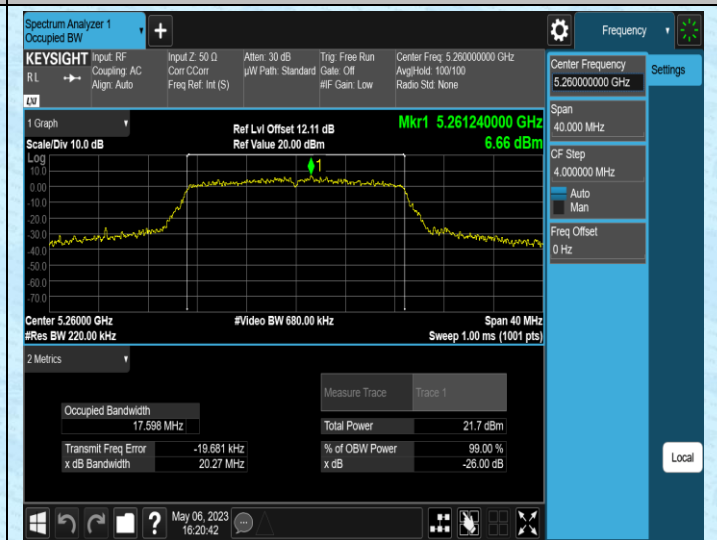 Spectrum Analyzer 1
Occupied BW
+
Frequency
KEYSIGHT
R L
LXI
Input: RF
Coupling: AC
Align: Auto
Input Z: 50 Ω
Corr CCorr
Freq Ref: Int (S)
Atten: 30 dB
µW Path: Standard
Trig: Free Run
Gate: Off
#IF Gain: Low
Center Freq: 5.260000000 GHz
Avg|Hold: 100/100
Radio Std: None
Center Frequency
5.260000000 GHz
Settings
Span
40.000 MHz
CF Step
4.000000 MHz
Auto
Man
Freq Offset
0 Hz
Local
1 Graph
Scale/Div 10.0 dB
Ref Lvl Offset 12.11 dB
Ref Value 20.00 dBm
Mkr1 5.261240000 GHz
6.66 dBm
Log
10.0
0.00
-10.0
-20.0
-30.0
-40.0
-50.0
-60.0
-70.0
1
Center 5.26000 GHz
#Res BW 220.00 kHz
#Video BW 680.00 kHz
Span 40 MHz
Sweep 1.00 ms (1001 pts)
2 Metrics
Measure Trace
Trace 1
Occupied Bandwidth
17.598 MHz
Total Power
21.7 dBm
Transmit Freq Error
-19.681 kHz
% of OBW Power
99.00 %
x dB Bandwidth
20.27 MHz
x dB
-26.00 dB
?
May 06, 2023
16:20:42